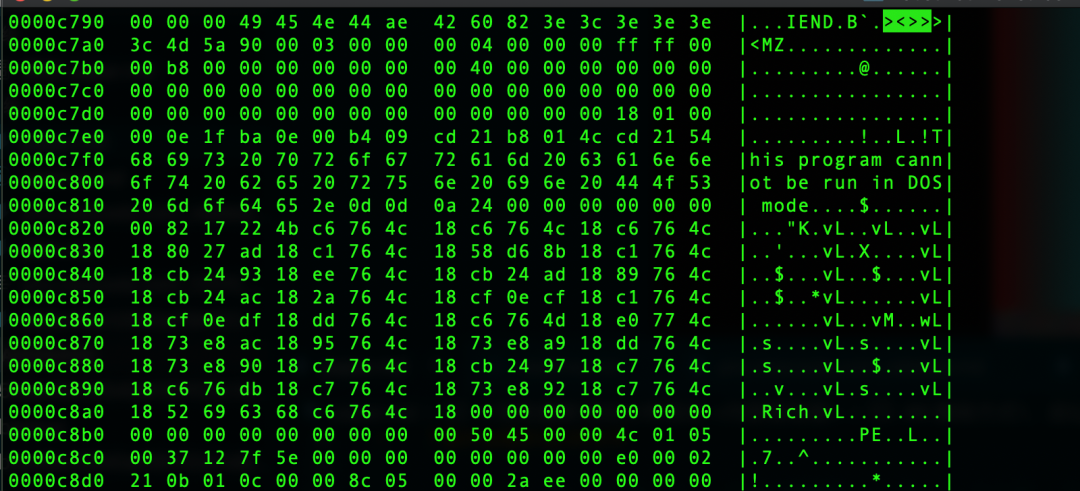 0000c790  00 00 00 49 45 4e 44 ae  42 60 82 3e 3c 3e 3e 3e  |...IEND.B`.><>>>|
0000c7a0  3c 4d 5a 90 00 03 00 00  00 04 00 00 00 ff ff 00  |<MZ.............|
0000c7b0  00 b8 00 00 00 00 00 00  00 40 00 00 00 00 00 00  |.........@......|
0000c7c0  00 00 00 00 00 00 00 00  00 00 00 00 00 00 00 00  |................|
0000c7d0  00 00 00 00 00 00 00 00  00 00 00 00 00 18 01 00  |................|
0000c7e0  00 0e 1f ba 0e 00 b4 09  cd 21 b8 01 4c cd 21 54  |.........!..L.!T|
0000c7f0  68 69 73 20 70 72 6f 67  72 61 6d 20 63 61 6e 6e  |his program cann|
0000c800  6f 74 20 62 65 20 72 75  6e 20 69 6e 20 44 4f 53  |ot be run in DOS|
0000c810  20 6d 6f 64 65 2e 0d 0d  0a 24 00 00 00 00 00 00  | mode....$......|
0000c820  00 82 17 22 4b c6 76 4c  18 c6 76 4c 18 c6 76 4c  |..."K.vL..vL..vL|
0000c830  18 80 27 ad 18 c1 76 4c  18 58 d6 8b 18 c1 76 4c  |..'...vL.X....vL|
0000c840  18 cb 24 93 18 ee 76 4c  18 cb 24 ad 18 89 76 4c  |..$...vL..$...vL|
0000c850  18 cb 24 ac 18 2a 76 4c  18 cf 0e cf 18 c1 76 4c  |..$..*vL......vL|
0000c860  18 cf 0e df 18 dd 76 4c  18 c6 76 4d 18 e0 77 4c  |......vL..vM..wL|
0000c870  18 73 e8 ac 18 95 76 4c  18 73 e8 a9 18 dd 76 4c  |.s....vL.s....vL|
0000c880  18 73 e8 90 18 c7 76 4c  18 cb 24 97 18 c7 76 4c  |.s....vL..$...vL|
0000c890  18 c6 76 db 18 c7 76 4c  18 73 e8 92 18 c7 76 4c  |..v...vL.s....vL|
0000c8a0  18 52 69 63 68 c6 76 4c  18 00 00 00 00 00 00 00  |.Rich.vL........|
0000c8b0  00 00 00 00 00 00 00 00  00 50 45 00 00 4c 01 05  |.........PE..L..|
0000c8c0  00 37 12 7f 5e 00 00 00  00 00 00 00 00 e0 00 02  |.7..^...........|
0000c8d0  21 0b 01 0c 00 00 8c 05  00 00 2a ee 00 00 00 00  |!.........*.....|